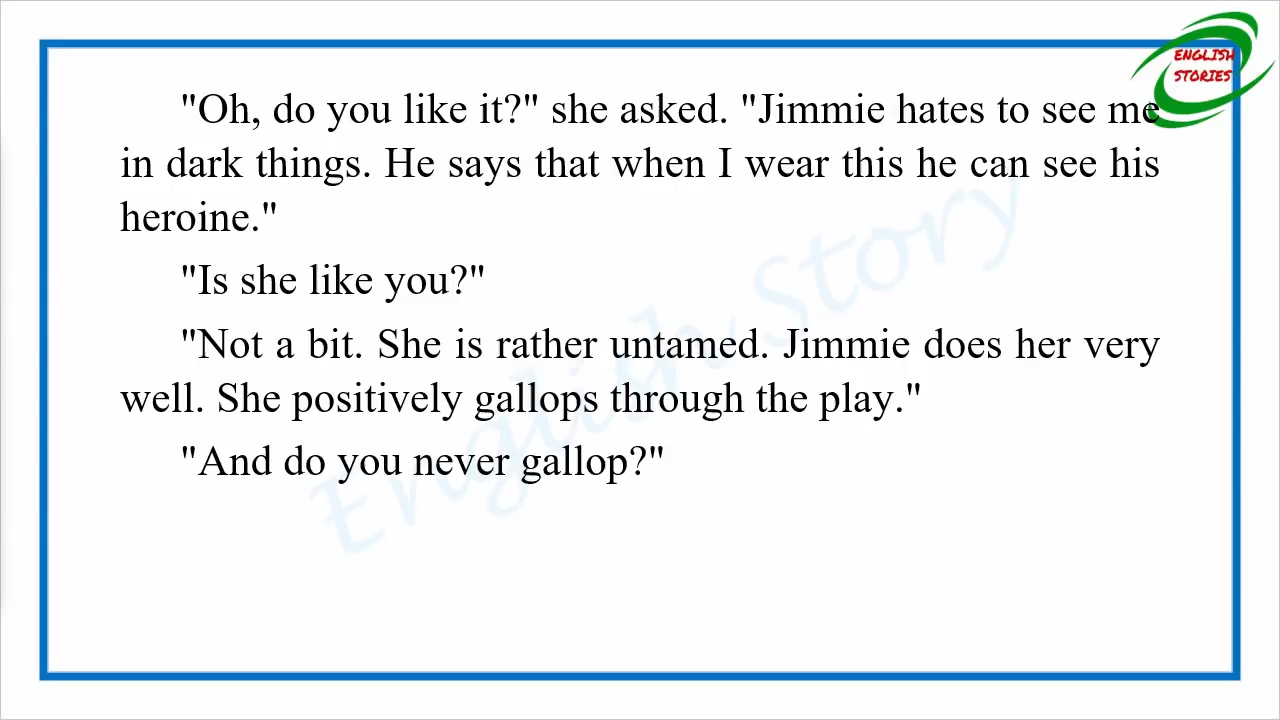 ENGLISH
STORIES
"Oh, do you like it?" she asked. "Jimmie hates to see me
in dark things. He says that when I wear this he can see his
heroine."
"Is she like you?"
"Not a bit. She is rather untamed. Jimmie does her very
well. She positively gallops through the play."
"And do you never gallop?"
English Story